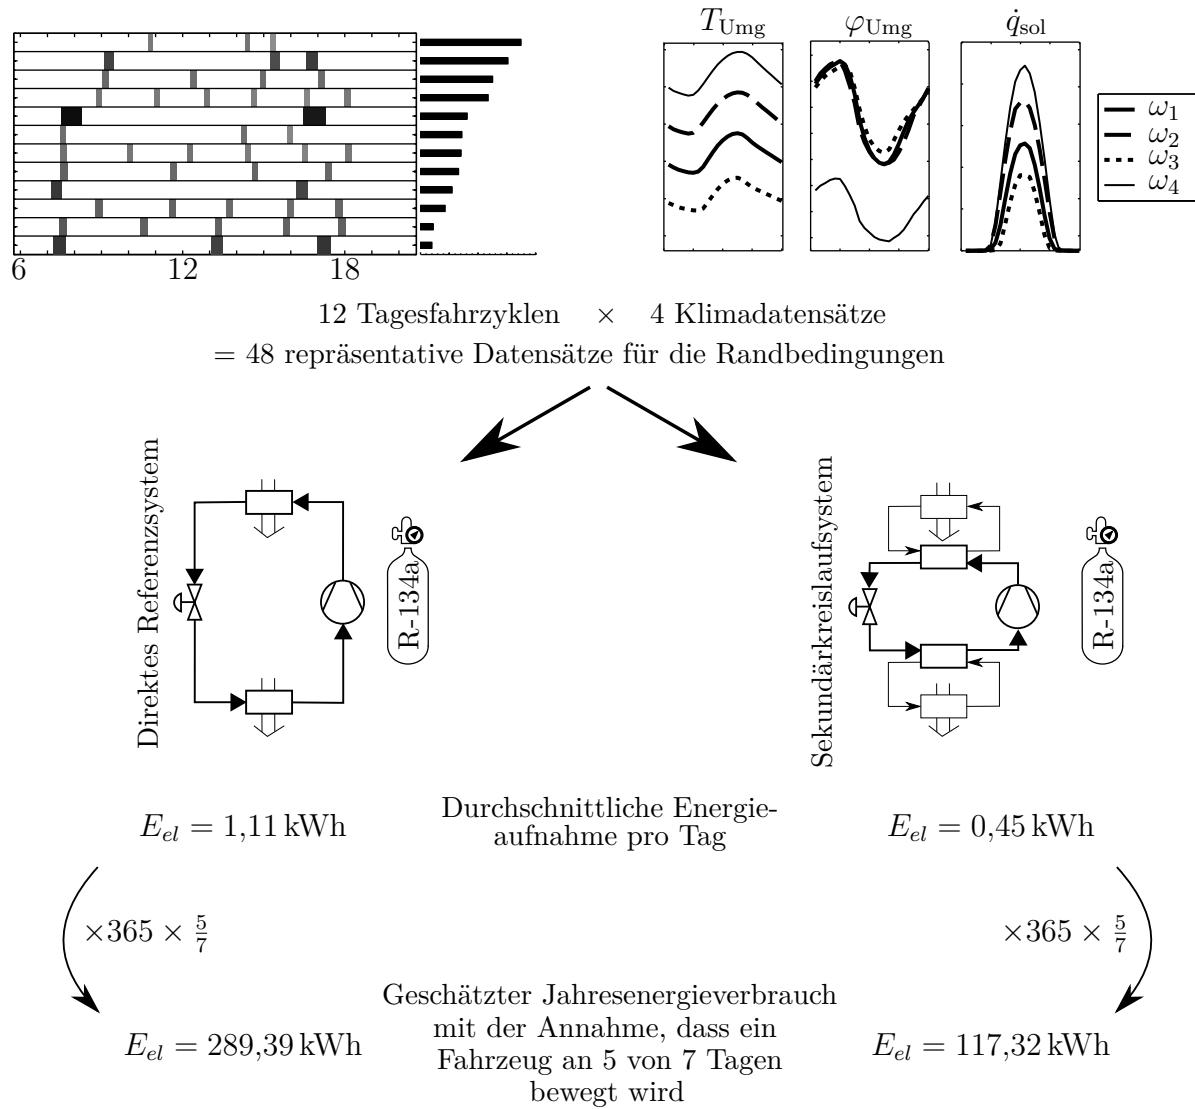 T_Umg φ_Umg q̇_sol
ω₁
ω₂
ω₃
ω₄
6 12 18
12 Tagesfahrzyklen × 4 Klimadatensätze
= 48 repräsentative Datensätze für die Randbedingungen
Direktes Referenzsystem
R-134a
Sekundärkreislaufsystem
R-134a
E_el = 1,11 kWh
Durchschnittliche Energie-
aufnahme pro Tag
E_el = 0,45 kWh
×365 × 5/7
×365 × 5/7
Geschätzter Jahresenergieverbrauch
mit der Annahme, dass ein
Fahrzeug an 5 von 7 Tagen
bewegt wird
E_el = 289,39 kWh
E_el = 117,32 kWh